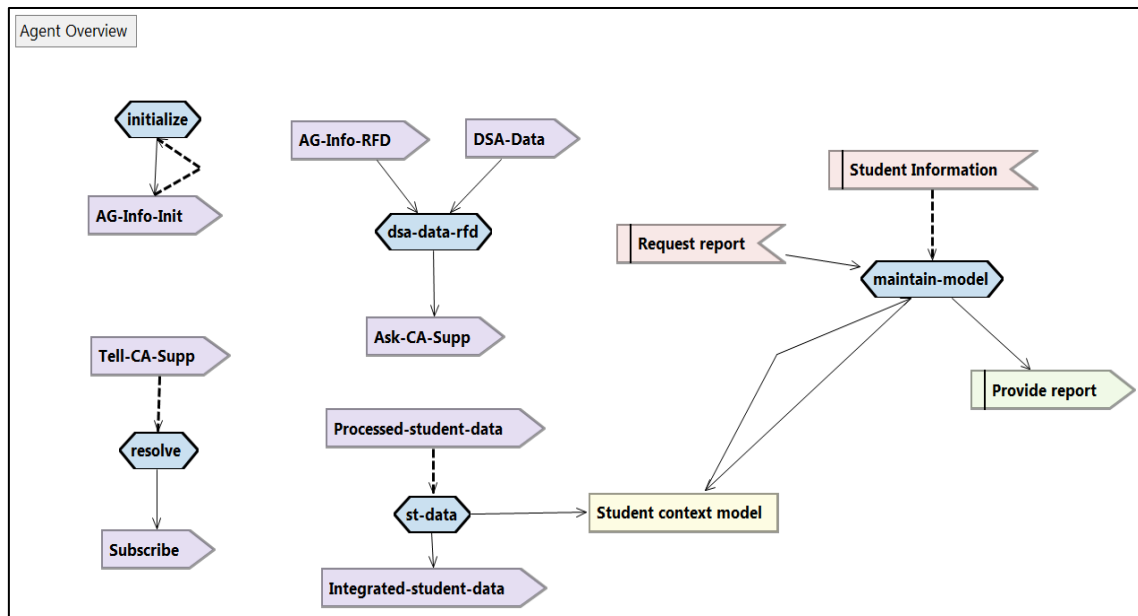 Agent Overview
initialize
AG-Info-RFD
DSA-Data
Student Information
AG-Info-Init
dsa-data-rfd
Request report
maintain-model
Ask-CA-Supp
Tell-CA-Supp
Provide report
Processed-student-data
resolve
st-data
Student context model
Subscribe
Integrated-student-data